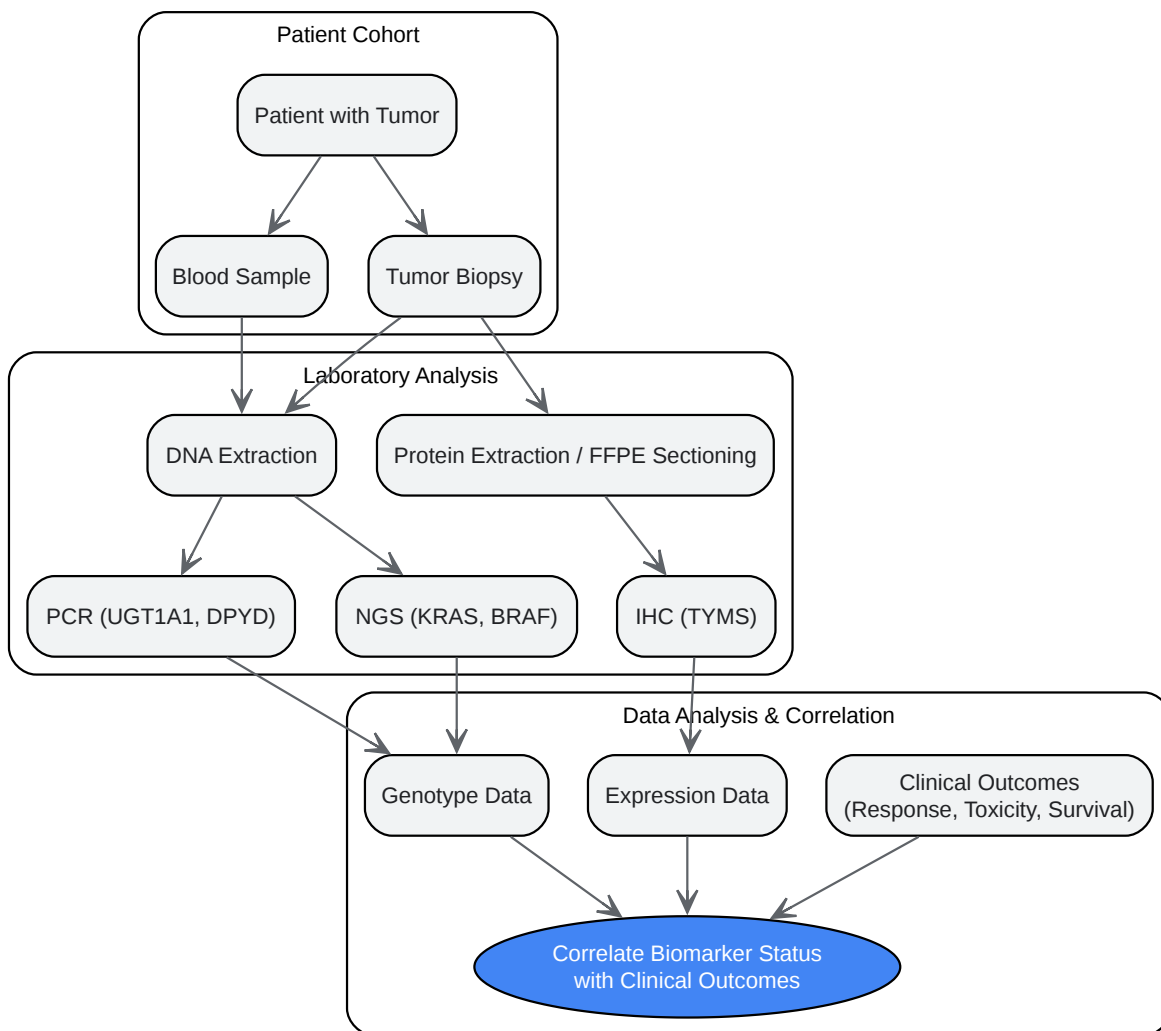 Patient Cohort
Patient with Tumor
Blood Sample
Tumor Biopsy
Laboratory Analysis
DNA Extraction
Protein Extraction / FFPE Sectioning
PCR (UGT1A1, DPYD)
NGS (KRAS, BRAF)
IHC (TYMS)
Data Analysis & Correlation
Genotype Data
Expression Data
Clinical Outcomes
(Response, Toxicity, Survival)
Correlate Biomarker Status
with Clinical Outcomes